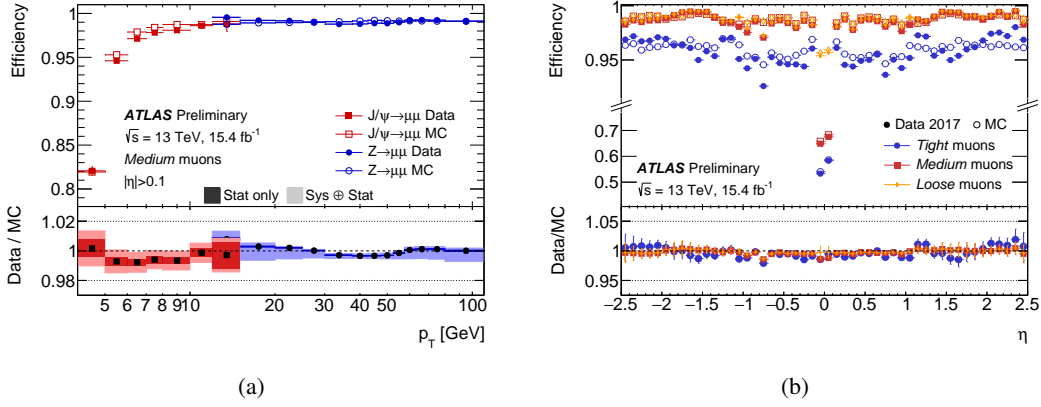 Efficiency
1
0.95
0.9
0.85
0.8
ATLAS Preliminary
√s = 13 TeV, 15.4 fb⁻¹
Medium muons
|η|>0.1
J/ψ→μμ Data
J/ψ→μμ MC
Z→μμ Data
Z→μμ MC
Stat only
Sys ⊕ Stat
Data / MC
1.02
1
0.98
5 6 7 8 9 10 20 30 40 50 100
p_T [GeV]
(a)
Efficiency
1
0.95
0.7
0.6
0.5
Data 2017 MC
Tight muons
Medium muons
Loose muons
ATLAS Preliminary
√s = 13 TeV, 15.4 fb⁻¹
Data/MC
1.05
1
0.95
−2.5 −2 −1.5 −1 −0.5 0 0.5 1 1.5 2 2.5
η
(b)